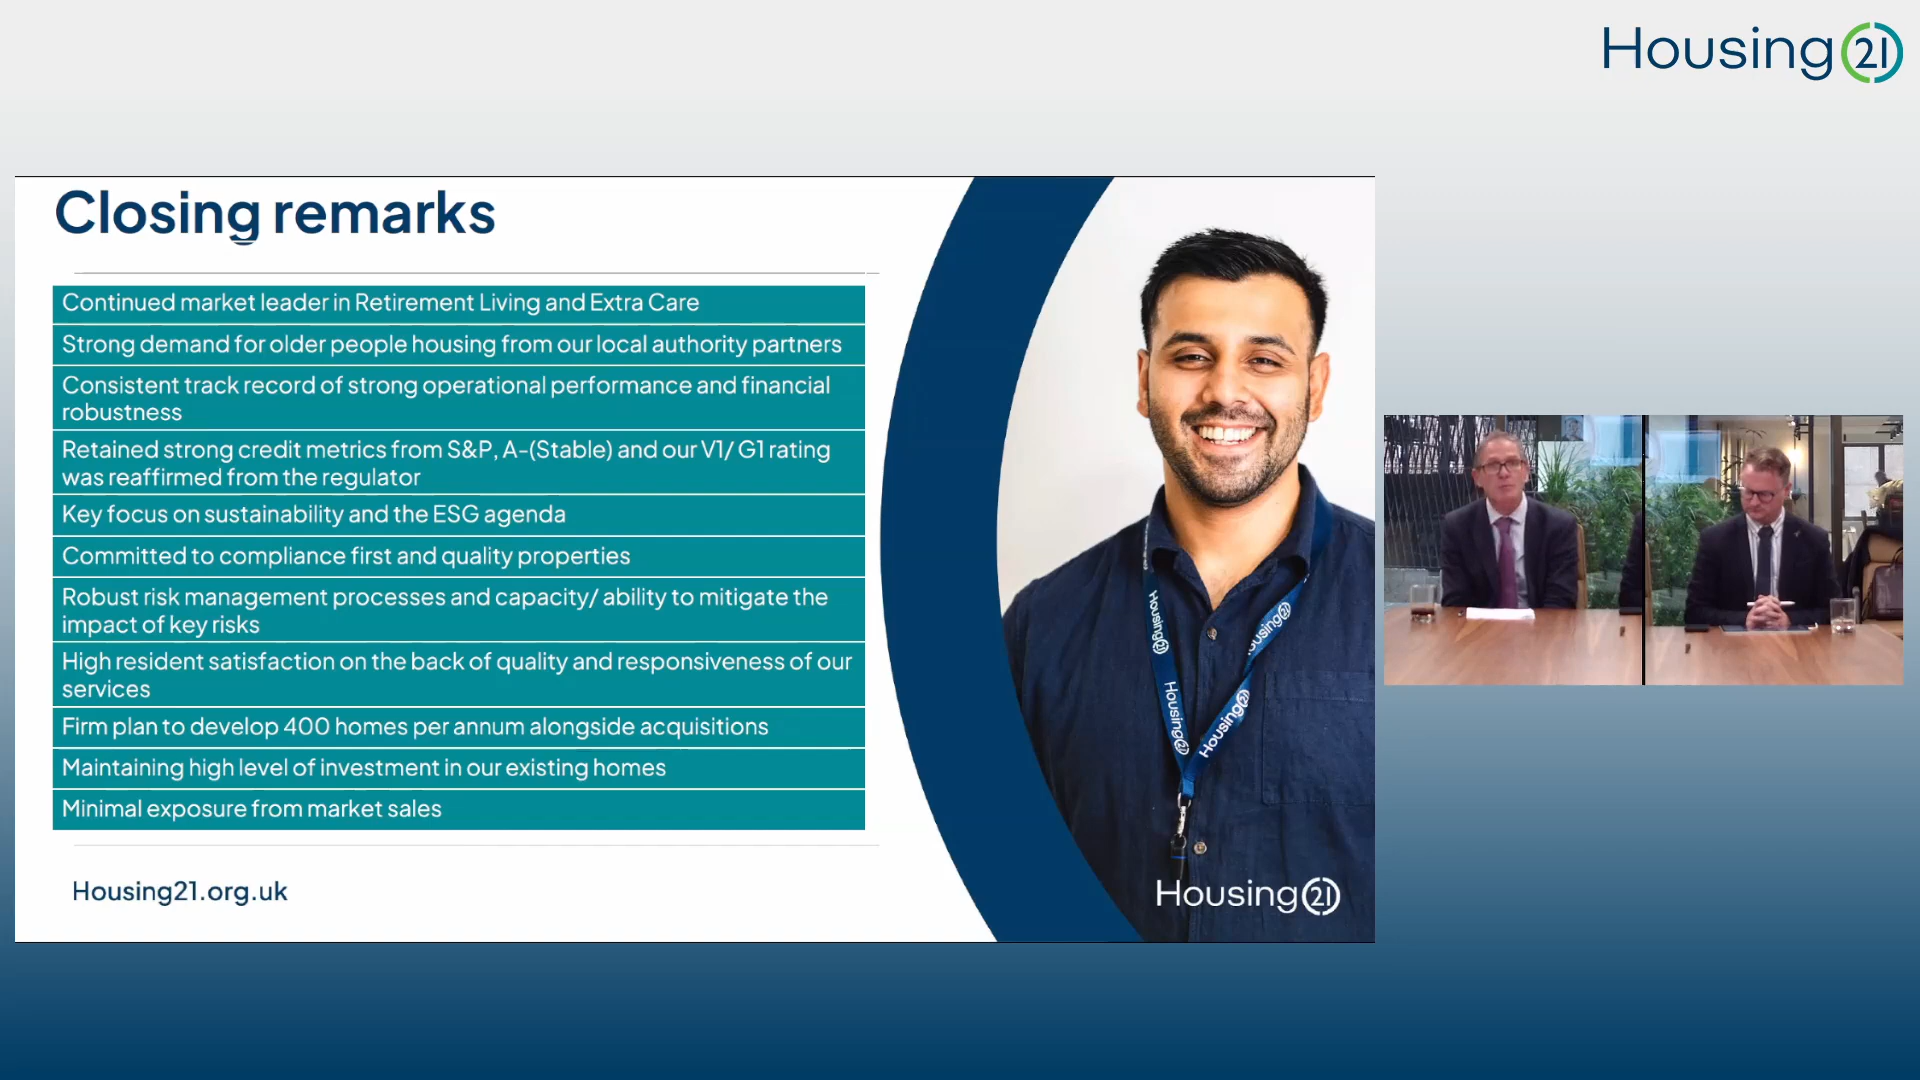 Housing 21
Closing remarks
Continued market leader in Retirement Living and Extra Care
Strong demand for older people housing from our local authority partners
Consistent track record of strong operational performance and financial
robustness
Retained strong credit metrics from S&P, A-(Stable) and our V1/ G1 rating
was reaffirmed from the regulator
Key focus on sustainability and the ESG agenda
Committed to compliance first and quality properties
Robust risk management processes and capacity/ ability to mitigate the
impact of key risks
High resident satisfaction on the back of quality and responsiveness of our
services
Firm plan to develop 400 homes per annum alongside acquisitions
Maintaining high level of investment in our existing homes
Minimal exposure from market sales
Housing21.org.uk
Housing21
Housing21
Housing21
Housing21
Housing 21